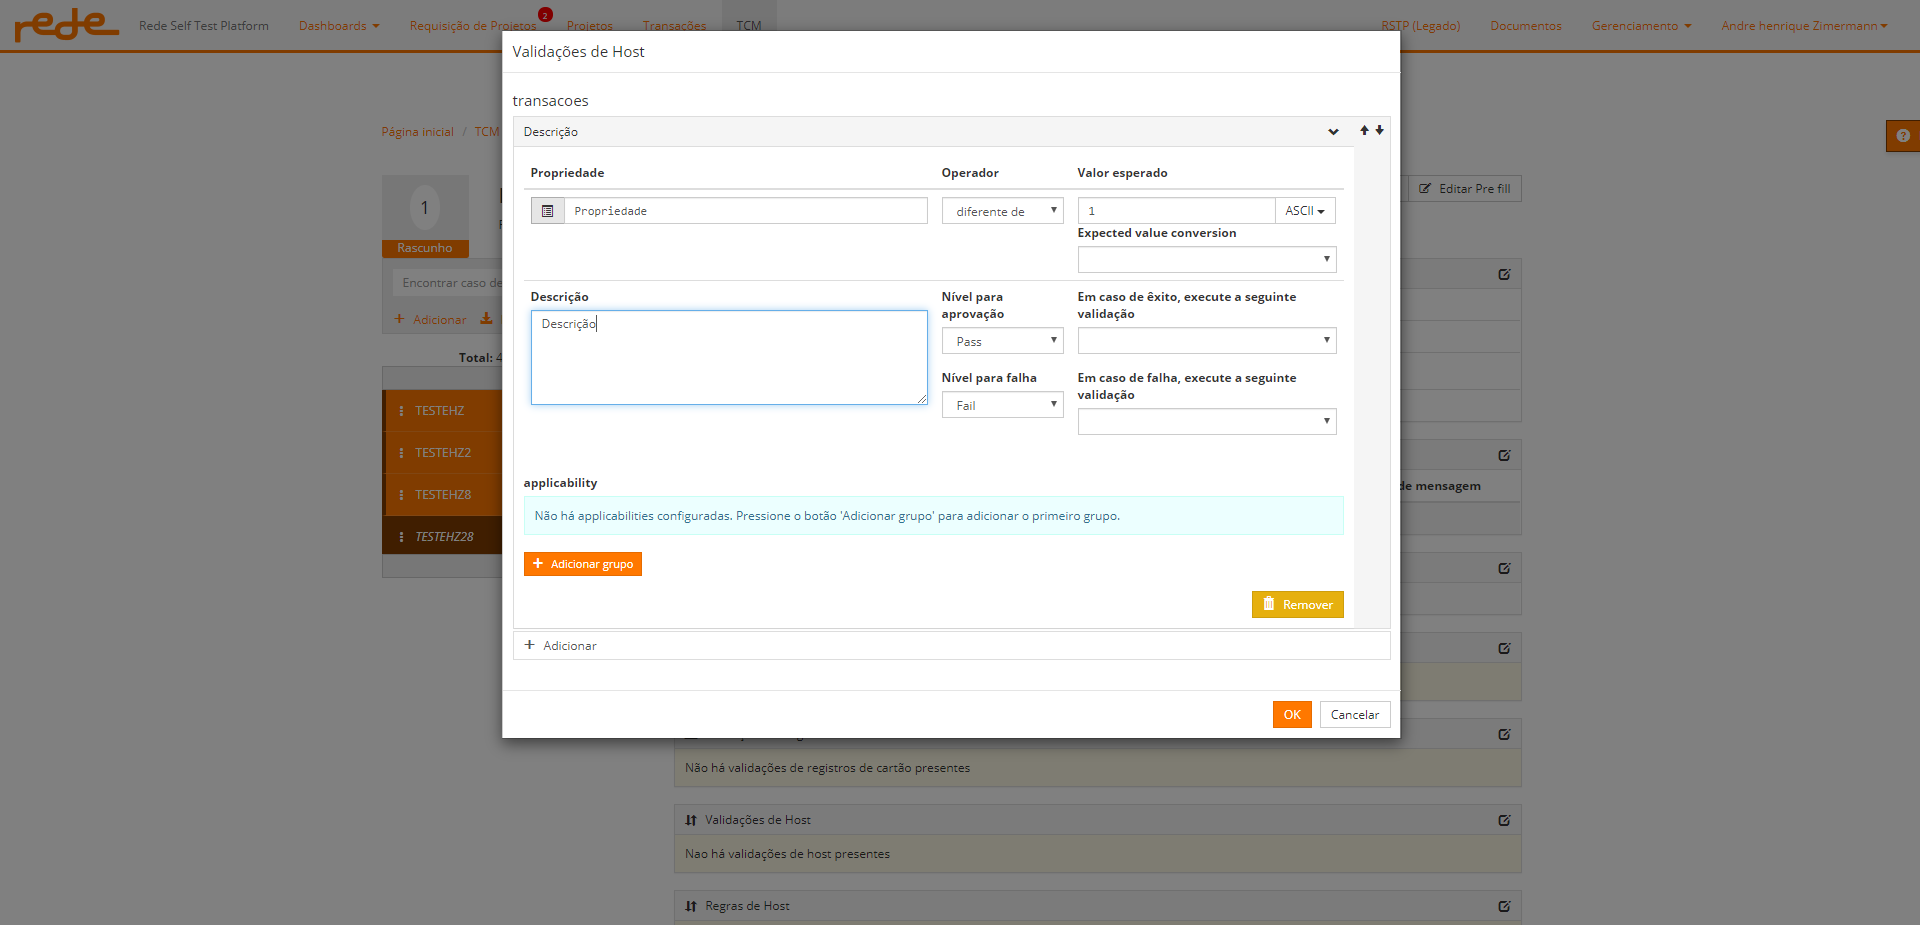 rede Rede Self Test Platform Dashboards Requisição de Projetos 2 Projetos Transações TCM RSTP (Legado) Documentos Gerenciamento Andre henrique Zimermann
Validações de Host
transacoes
Página inicial / TCM
Descrição
Propriedade Operador Valor esperado
1
Editar Pre fill
Propriedade diferente de 1 ASCII
Expected value conversion
Rascunho
Encontrar caso de
Descrição Nível para aprovação Em caso de êxito, execute a seguinte validação
Descrição
Adicionar
Pass
Total: 4
Nível para falha Em caso de falha, execute a seguinte validação
Fail
TESTEHZ
TESTEHZ2
TESTEHZ8
TESTEHZ28
applicability
de mensagem
Não há applicabilities configuradas. Pressione o botão 'Adicionar grupo' para adicionar o primeiro grupo.
Adicionar grupo
Remover
Adicionar
OK Cancelar
Não há validações de registros de cartão presentes
Validações de Host
Nao há validações de host presentes
Regras de Host